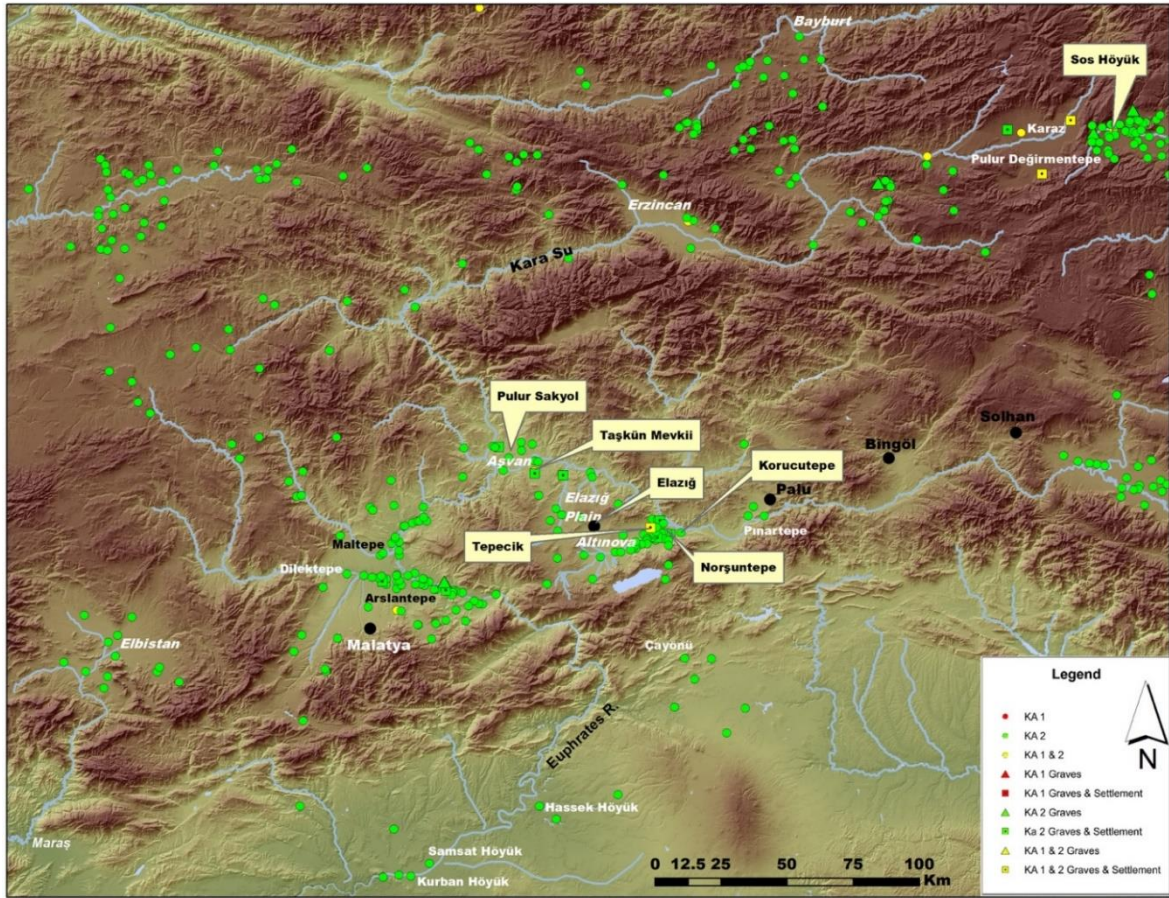 Bayburt
Sos Höyük
Karaz
Pulur Değirmentepe
Erzincan
Kara Su
Pulur Sakyol
Taşkün Mevkii
Solhan
Bingöl
Aşvan
Korucutepe
Elazığ
Elazığ
Plain
Palu
Pınartepe
Tepecik
Altınova
Norşuntepe
Maltepe
Dilektepe
Arslantepe
Malatya
Elbistan
Çayonü
Euphrates R.
Hassek Höyük
Maraş
Samsat Höyük
Kurban Höyük
0 12.5 25 50 75 100
Km
Legend
KA 1
KA 2
KA 1 & 2
KA 1 Graves
KA 1 Graves & Settlement
KA 2 Graves
Ka 2 Graves & Settlement
KA 1 & 2 Graves
KA 1 & 2 Graves & Settlement
N